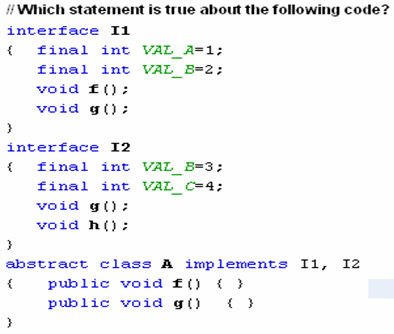 // Which statement is true about the following code?
interface I1
{ final int VAL_A=1;
final int VAL_B=2;
void f();
void g();
}
interface I2
{ final int VAL_B=3;
final int VAL_C=4;
void g();
void h();
}
abstract class A implements I1, I2
{ public void f() { }
public void g() { }
}